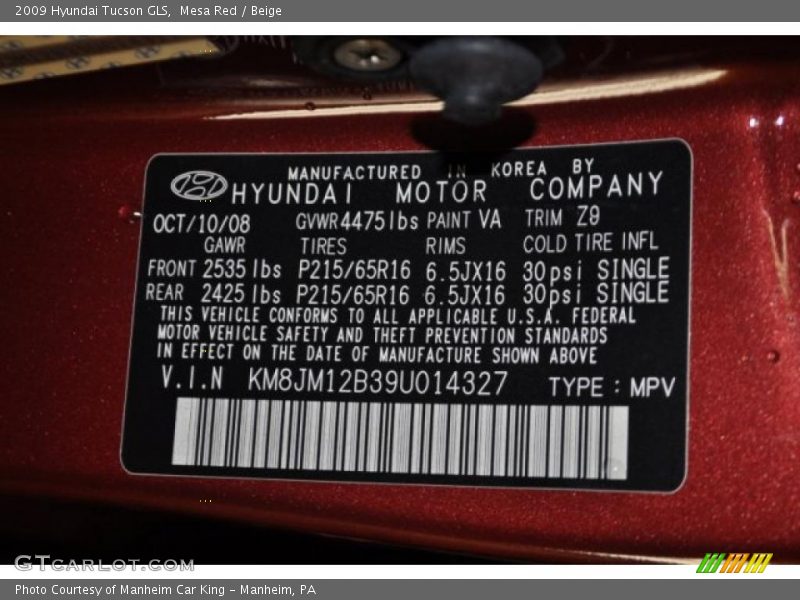 2009 Hyundai Tucson GLS,  Mesa Red / Beige
MANUFACTURED IN KOREA BY
HYUNDAI MOTOR COMPANY
OCT/10/08 GVWR 4475lbs PAINT VA TRIM Z9
GAWR TIRES RIMS COLD TIRE INFL
FRONT 2535 lbs P215/65R16 6.5JX16 30psi SINGLE
REAR 2425 lbs P215/65R16 6.5JX16 30psi SINGLE
THIS VEHICLE CONFORMS TO ALL APPLICABLE U.S.A. FEDERAL
MOTOR VEHICLE SAFETY AND THEFT PREVENTION STANDARDS
IN EFFECT ON THE DATE OF MANUFACTURE SHOWN ABOVE
V.I.N KM8JM12B39U014327 TYPE : MPV
GTcarlot.com
Photo Courtesy of Manheim Car King - Manheim, PA